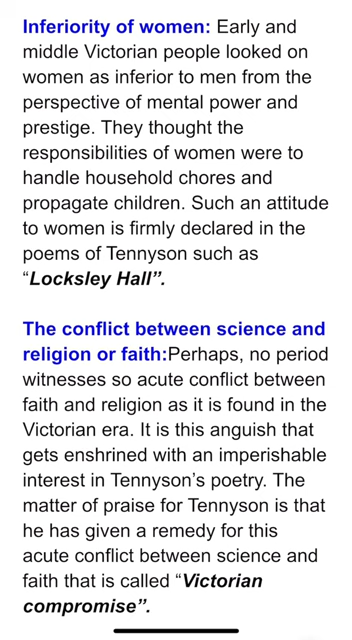 Inferiority of women: Early and
middle Victorian people looked on
women as inferior to men from the
perspective of mental power and
prestige. They thought the
responsibilities of women were to
handle household chores and
propagate children. Such an attitude
to women is firmly declared in the
poems of Tennyson such as
“Locksley Hall”.
The conflict between science and
religion or faith:Perhaps, no period
witnesses so acute conflict between
faith and religion as it is found in the
Victorian era. It is this anguish that
gets enshrined with an imperishable
interest in Tennyson’s poetry. The
matter of praise for Tennyson is that
he has given a remedy for this
acute conflict between science and
faith that is called “Victorian
compromise”.